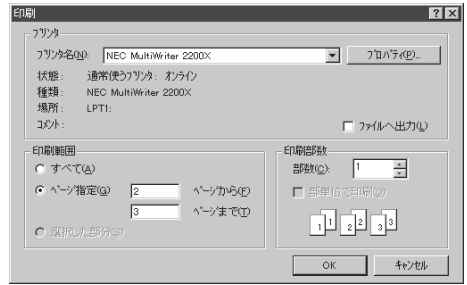 印刷
プリンタ
プリンタ名(N): NEC MultiWriter 2200X プロパティ(P)...
状態: 通常使うプリンタ: オンライン
種類: NEC MultiWriter 2200X
場所: LPT1:
コメント: ファイルへ出力(L)
印刷範囲
すべて(A)
ページ指定(G) 2 ページから(F)
3 ページまで(T)
選択した部分(S)
印刷部数
部数(C): 1
部単位で印刷(O)
1 1 2 2 3 3
OK キャンセル